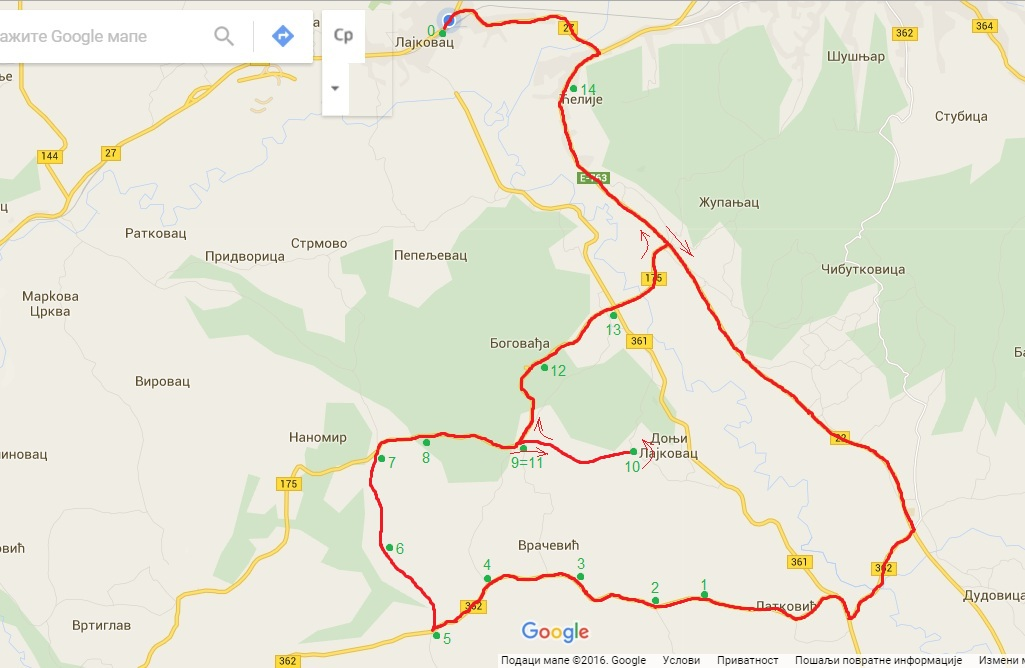 ажите Google мапе
Ср
0
Лајковац
27
362
364
Шушњар
14
Ћелије
Стубица
144
27
E-763
Жупањац
Ратковац
Стрмово
Придворица
Пепељевац
Чибутковица
175
Маркова
Црква
13
361
Боговађа
12
Вировац
22
Наномир
Доњи
Лајковац
7
8
9=11
10
175
6
Врачевић
4
3
2
1
361
362
362
Латковић
Дудовица
5
Вртиглав
Google
362
Подаци мапе ©2016. Google
Услови
Приватност
Пошаљи повратне информације
Измени